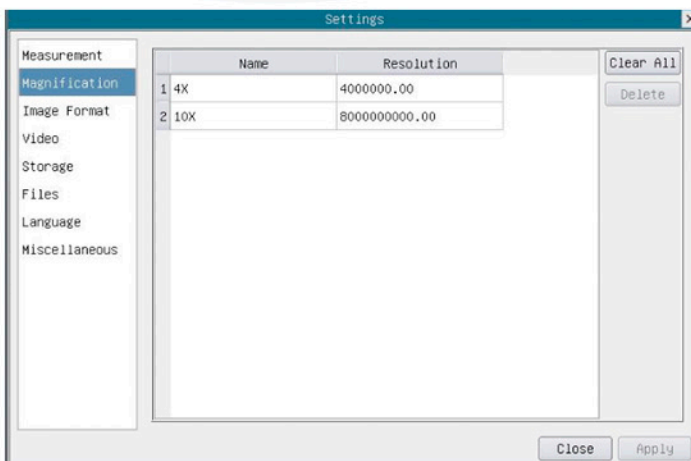 Settings
Measurement
Magnification
Image Format
Video
Storage
Files
Language
Miscellaneous
Name Resolution
1 4X 4000000.00
2 10X 8000000000.00
Clear All
Delete
Close Apply